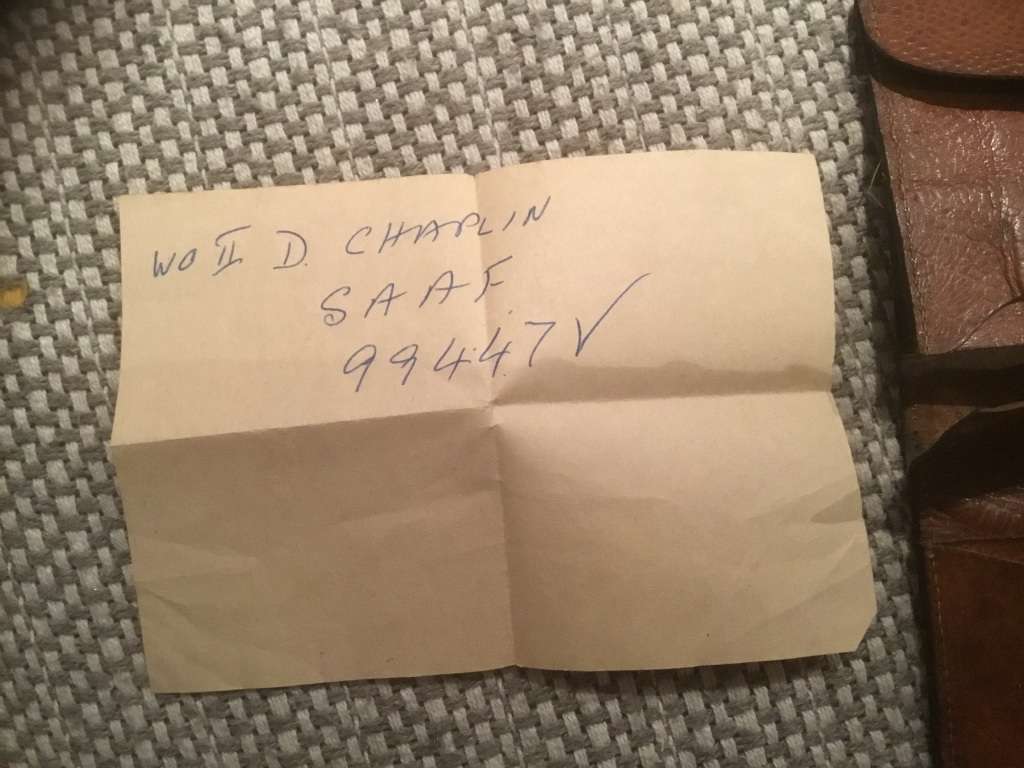 WO II D. CHAPLIN
SAAF.
99447V